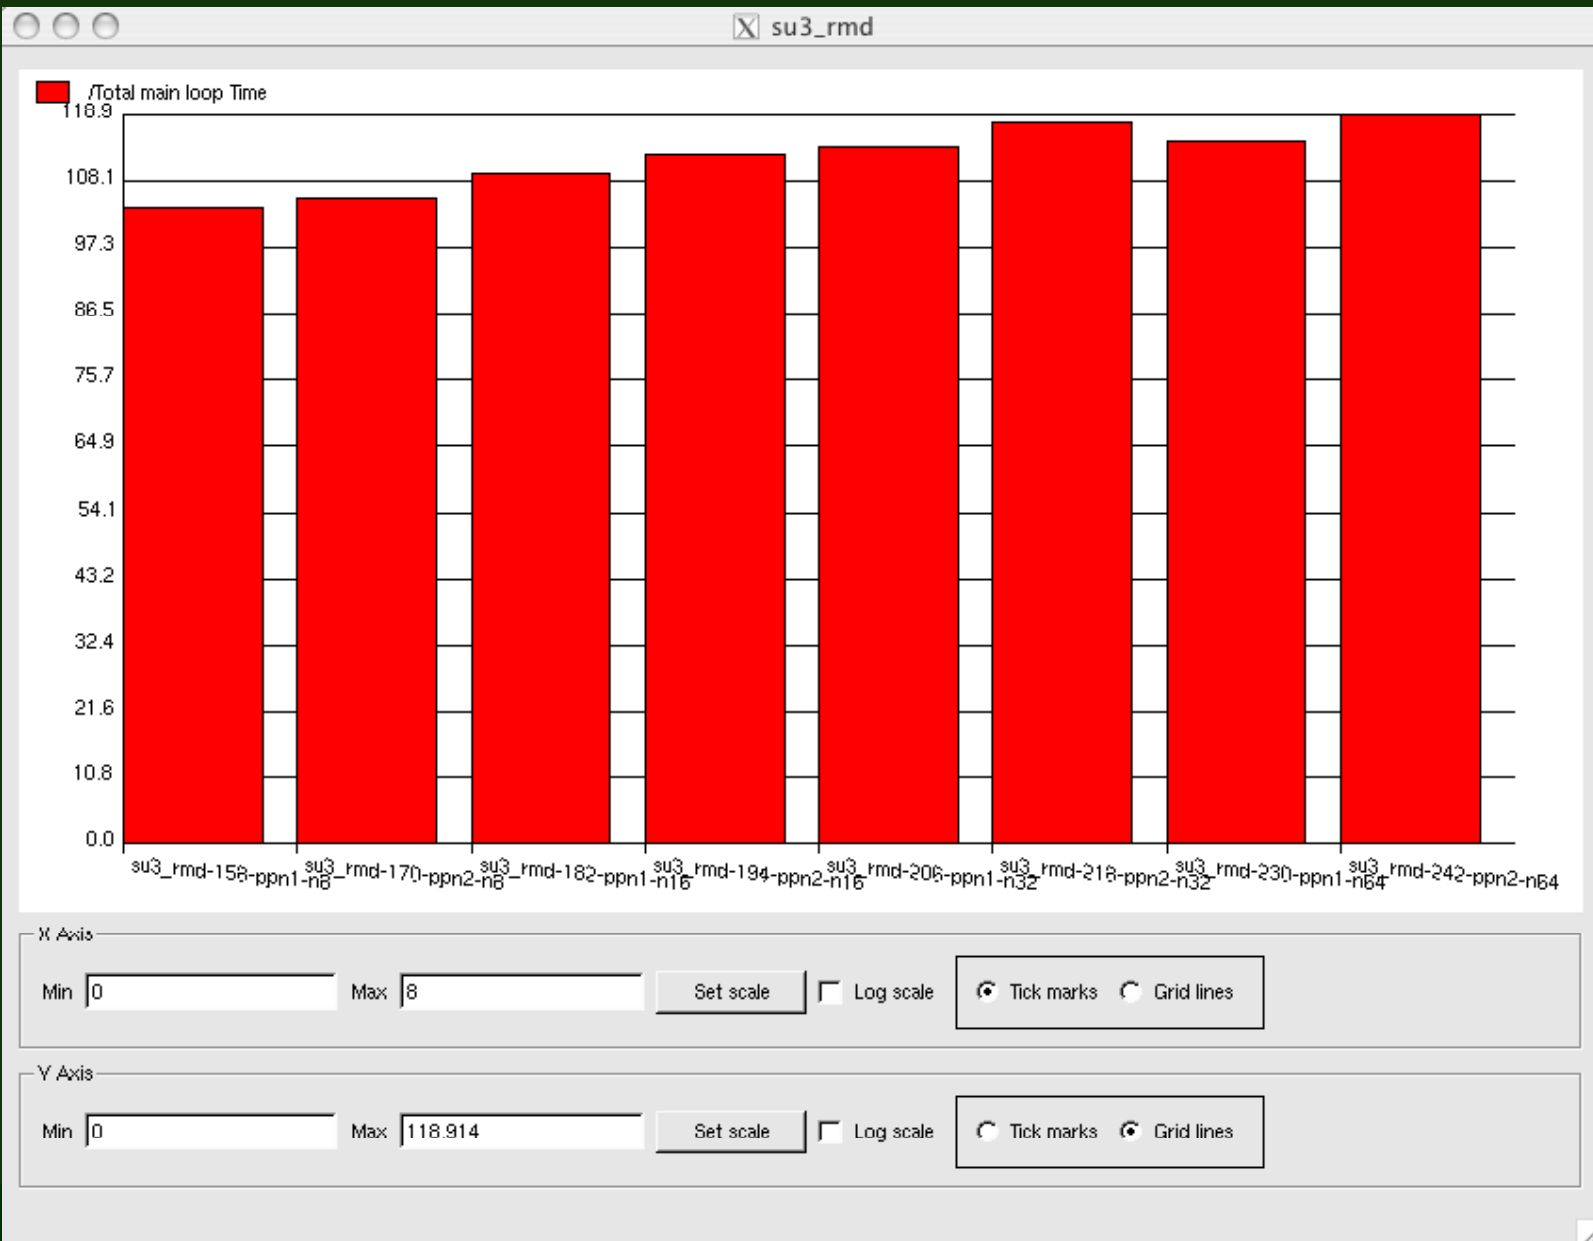 su3_rmd
/Total main loop Time
118.9
108.1
97.3
86.5
75.7
64.9
54.1
43.2
32.4
21.6
10.8
0.0
su3_rmd-158-ppn1-n8 su3_rmd-170-ppn2-n8 su3_rmd-182-ppn1-n16 su3_rmd-194-ppn2-n16 su3_rmd-206-ppn1-n32 su3_rmd-218-ppn2-n32 su3_rmd-230-ppn1-n64 su3_rmd-242-ppn2-n64
X Axis
Min 0 Max 8 Set scale Log scale Tick marks Grid lines
Y Axis
Min 0 Max 118.914 Set scale Log scale Tick marks Grid lines